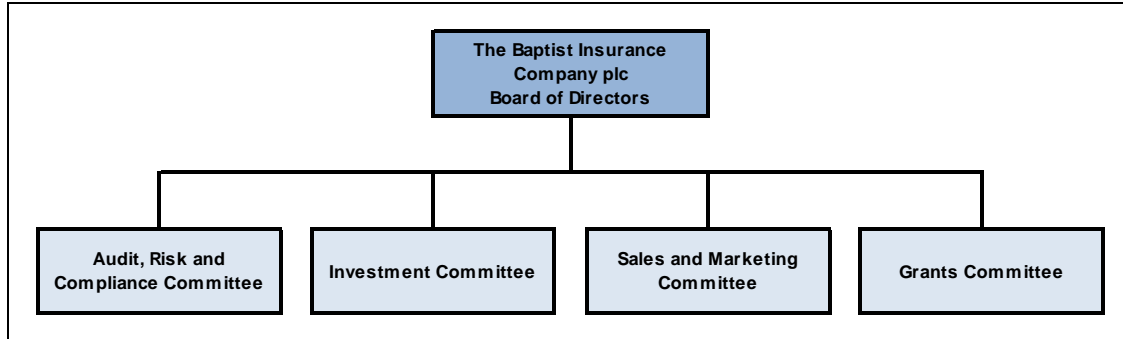 The Baptist Insurance
Company plc
Board of Directors
Audit, Risk and
Compliance Committee
Investment Committee
Sales and Marketing
Committee
Grants Committee